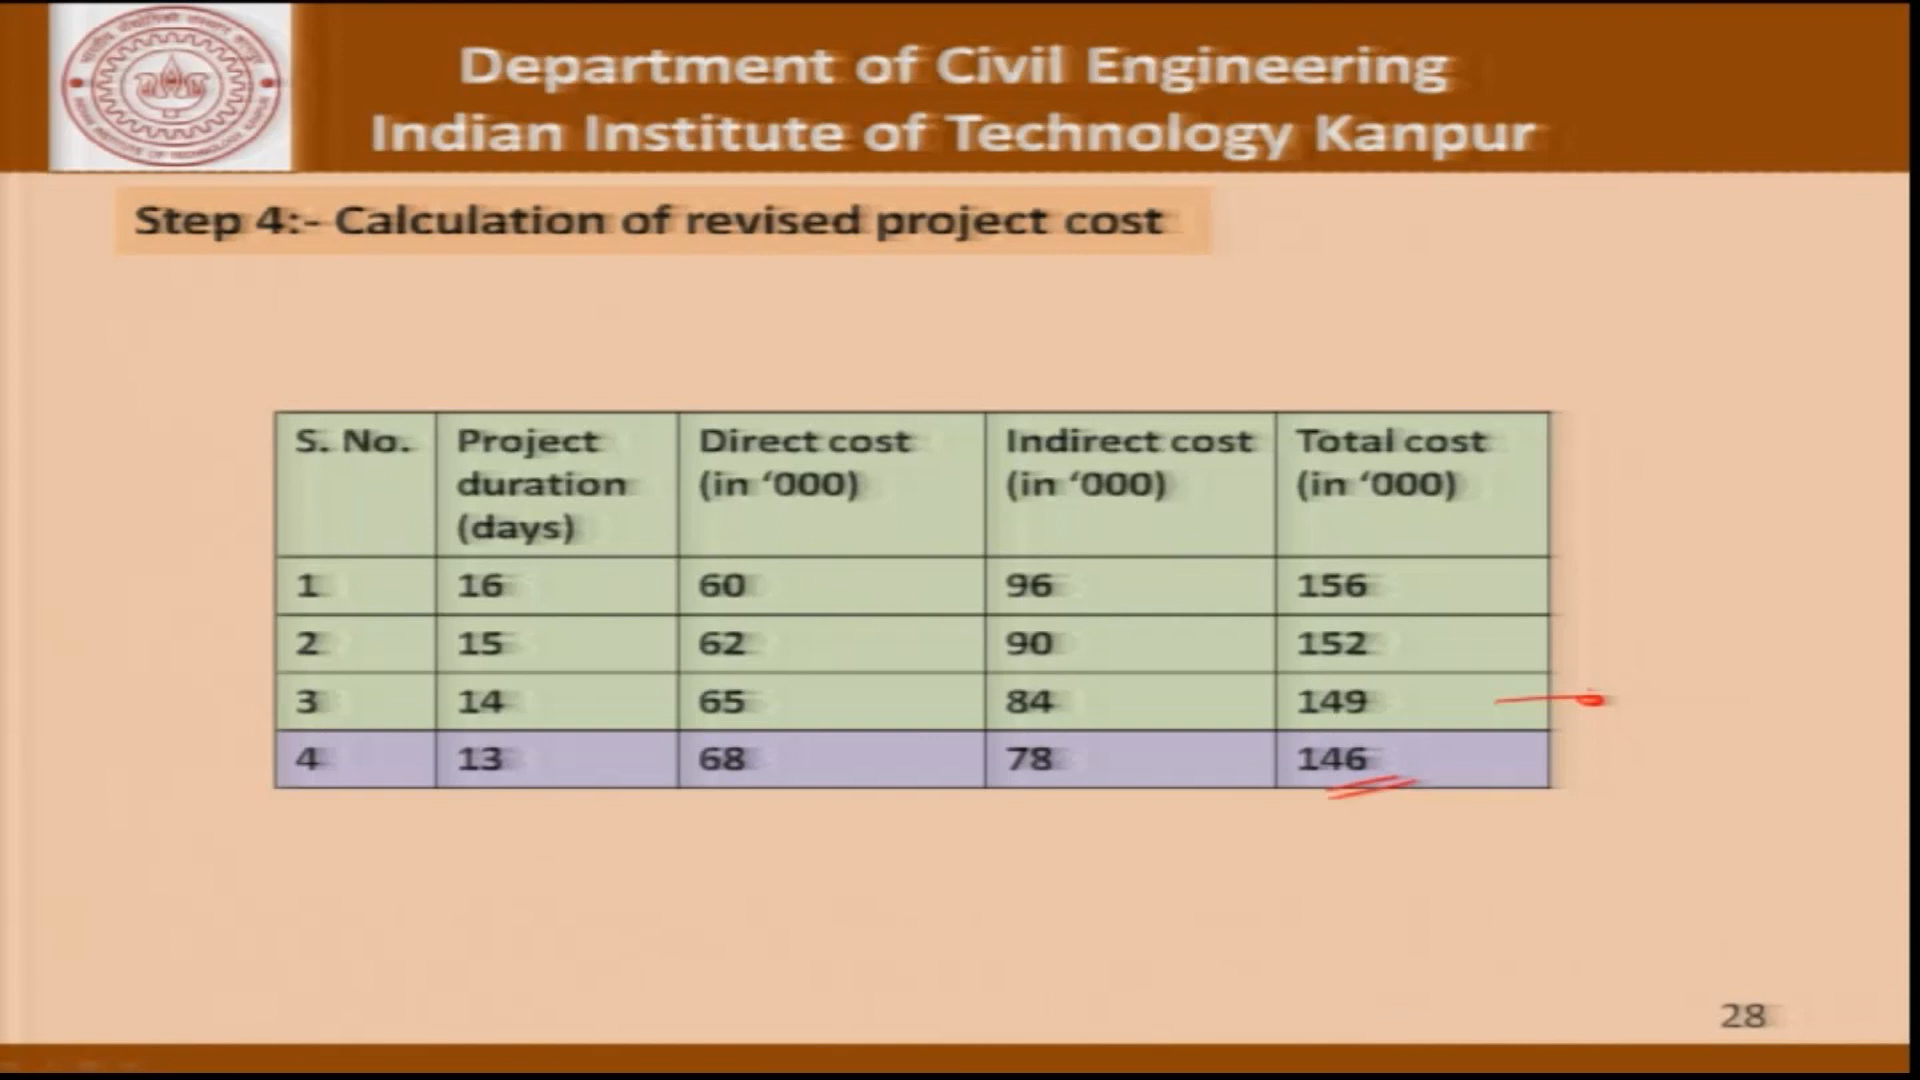 Department of Civil Engineering
Indian Institute of Technology Kanpur
Step 4:- Calculation of revised project cost
S. No. Project duration (days) Direct cost (in ‘000) Indirect cost (in ‘000) Total cost (in ‘000)
1 16 60 96 156
2 15 62 90 152
3 14 65 84 149
4 13 68 78 146
28